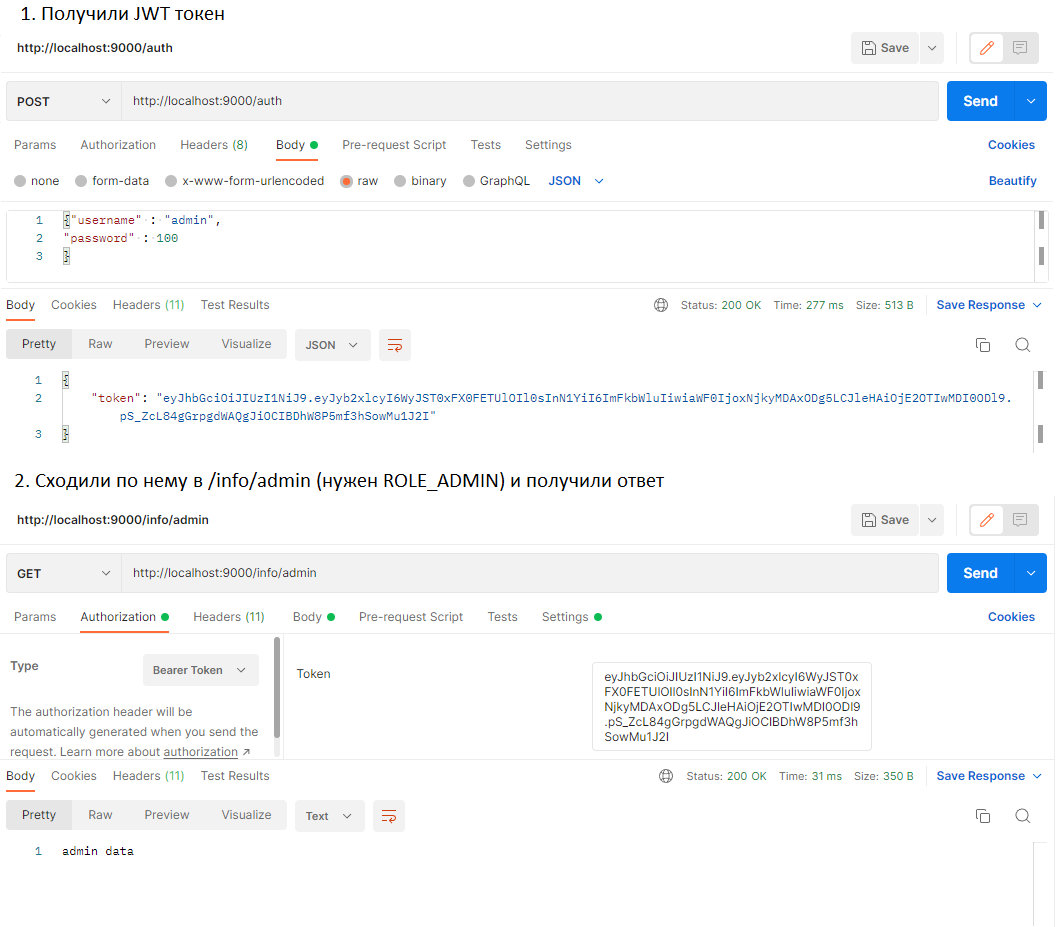 1. Получили JWT токен
http://localhost:9000/auth
Save
POST http://localhost:9000/auth Send
Params Authorization Headers (8) Body Pre-request Script Tests Settings Cookies
none form-data x-www-form-urlencoded raw binary GraphQL JSON Beautify
1 {"username" : "admin",
2 "password" : 100
3 }
Body Cookies Headers (11) Test Results Status: 200 OK Time: 277 ms Size: 513 B Save Response
Pretty Raw Preview Visualize JSON
1 {
2 "token": "eyJhbGciOiJIUzI1NiJ9.eyJyb2xlcyI6WyJST0xFX0FETUlOIl0sInN1YiI6ImFkbWluIiwiaWF0IjoxNjkyMDAxODg5LCJleHAiOjE2OTIwMDI0ODl9.
pS_ZcL84gGrpgdWAQgJiOCIBDhW8P5mf3hSowMu1J2I"
3 }
2. Сходили по нему в /info/admin (нужен ROLE_ADMIN) и получили ответ
http://localhost:9000/info/admin
Save
GET http://localhost:9000/info/admin Send
Params Authorization Headers (11) Body Pre-request Script Tests Settings Cookies
Type Bearer Token Token
eyJhbGciOiJIUzI1NiJ9.eyJyb2xlcyI6WyJST0x
FX0FETUlOIl0sInN1YiI6ImFkbWluIiwiaWF0Ijox
NjkyMDAxODg5LCJleHAiOjE2OTIwMDI0ODl9
.pS_ZcL84gGrpgdWAQgJiOCIBDhW8P5mf3h
SowMu1J2I
The authorization header will be
automatically generated when you send the
request. Learn more about authorization ↗
Body Cookies Headers (11) Test Results Status: 200 OK Time: 31 ms Size: 350 B Save Response
Pretty Raw Preview Visualize Text
1 admin data